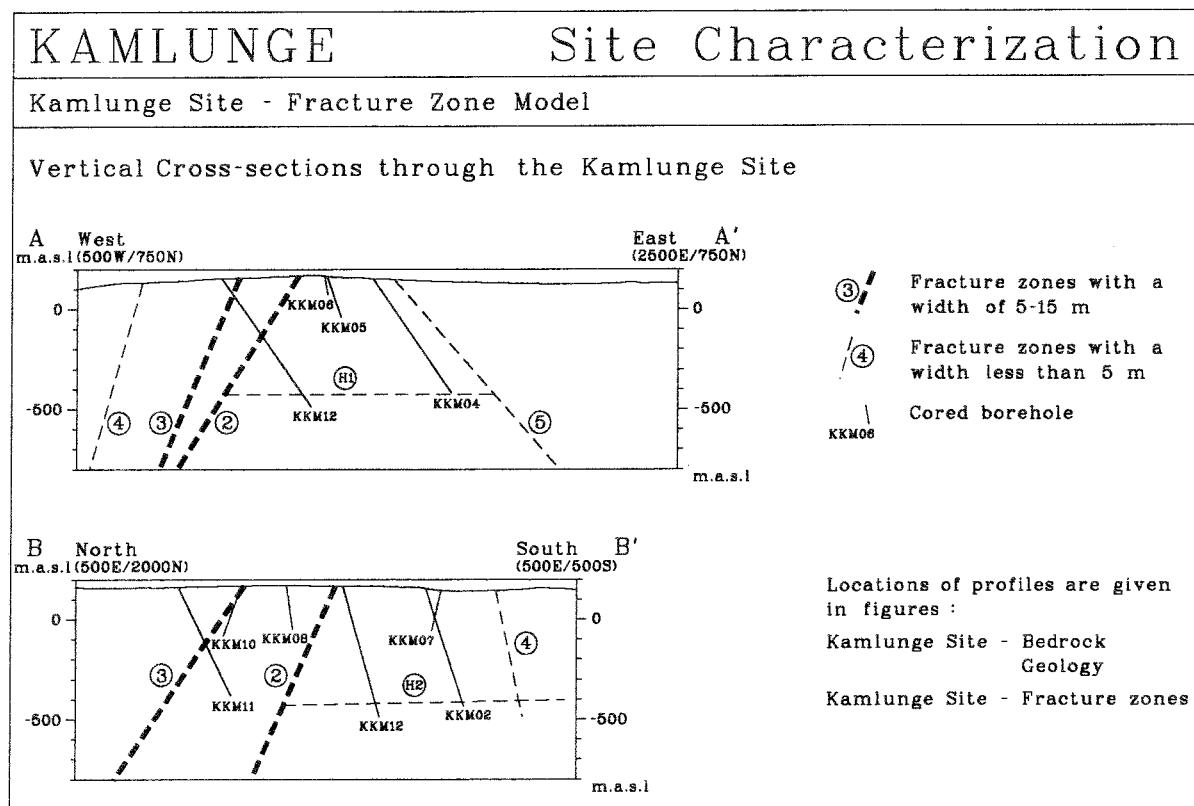 KAMLUNGE Site Characterization
Kamlunge Site - Fracture Zone Model
Vertical Cross-sections through the Kamlunge Site
A West East A'
m.a.s.l (500W/750N) (2500E/750N)
0 KKM06 0
KKM05
H1
-500 KKM12 KKM04 -500
4 3 2 5
m.a.s.l
3 Fracture zones with a
width of 5-15 m
4 Fracture zones with a
width less than 5 m
KKM06 Cored borehole
B North South B'
m.a.s.l (500E/2000N) (500E/500S)
0 0
KKM10 KKM08 KKM07 4
3 2 H2
KKM11
-500 KKM12 KKM02 -500
m.a.s.l
Locations of profiles are given
in figures :
Kamlunge Site - Bedrock
Geology
Kamlunge Site - Fracture zones